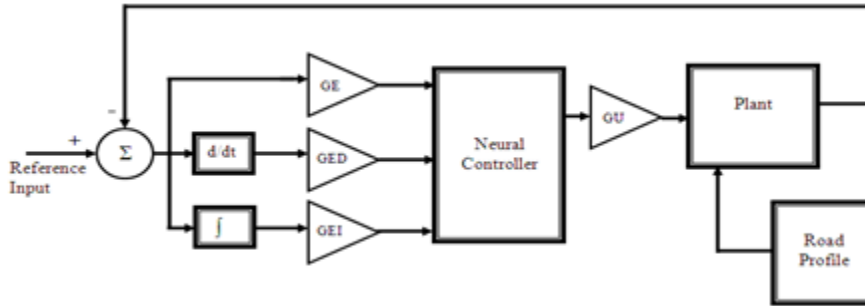 -
+
Σ
Reference
Input
d/dt
∫
GE
GED
GEI
Neural
Controller
GU
Plant
Road
Profile